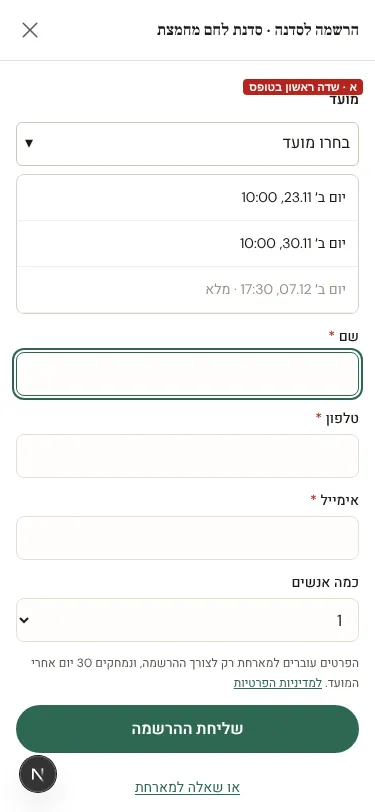 הרשמה לסדנה · סדנת לחם מחמצת
א · שדה ראשון בטופס
מועד
בחרו מועד
יום ב׳ 23.11, 10:00
יום ב׳ 30.11, 10:00
יום ב׳ 07.12, 17:30 · מלא
שם *
טלפון *
אימייל *
כמה אנשים
1
הפרטים עוברים למארחת רק לצורך ההרשמה, ונמחקים 30 יום אחרי
המועד. למדיניות הפרטיות
שליחת ההרשמה
N
או שאלה למארחת